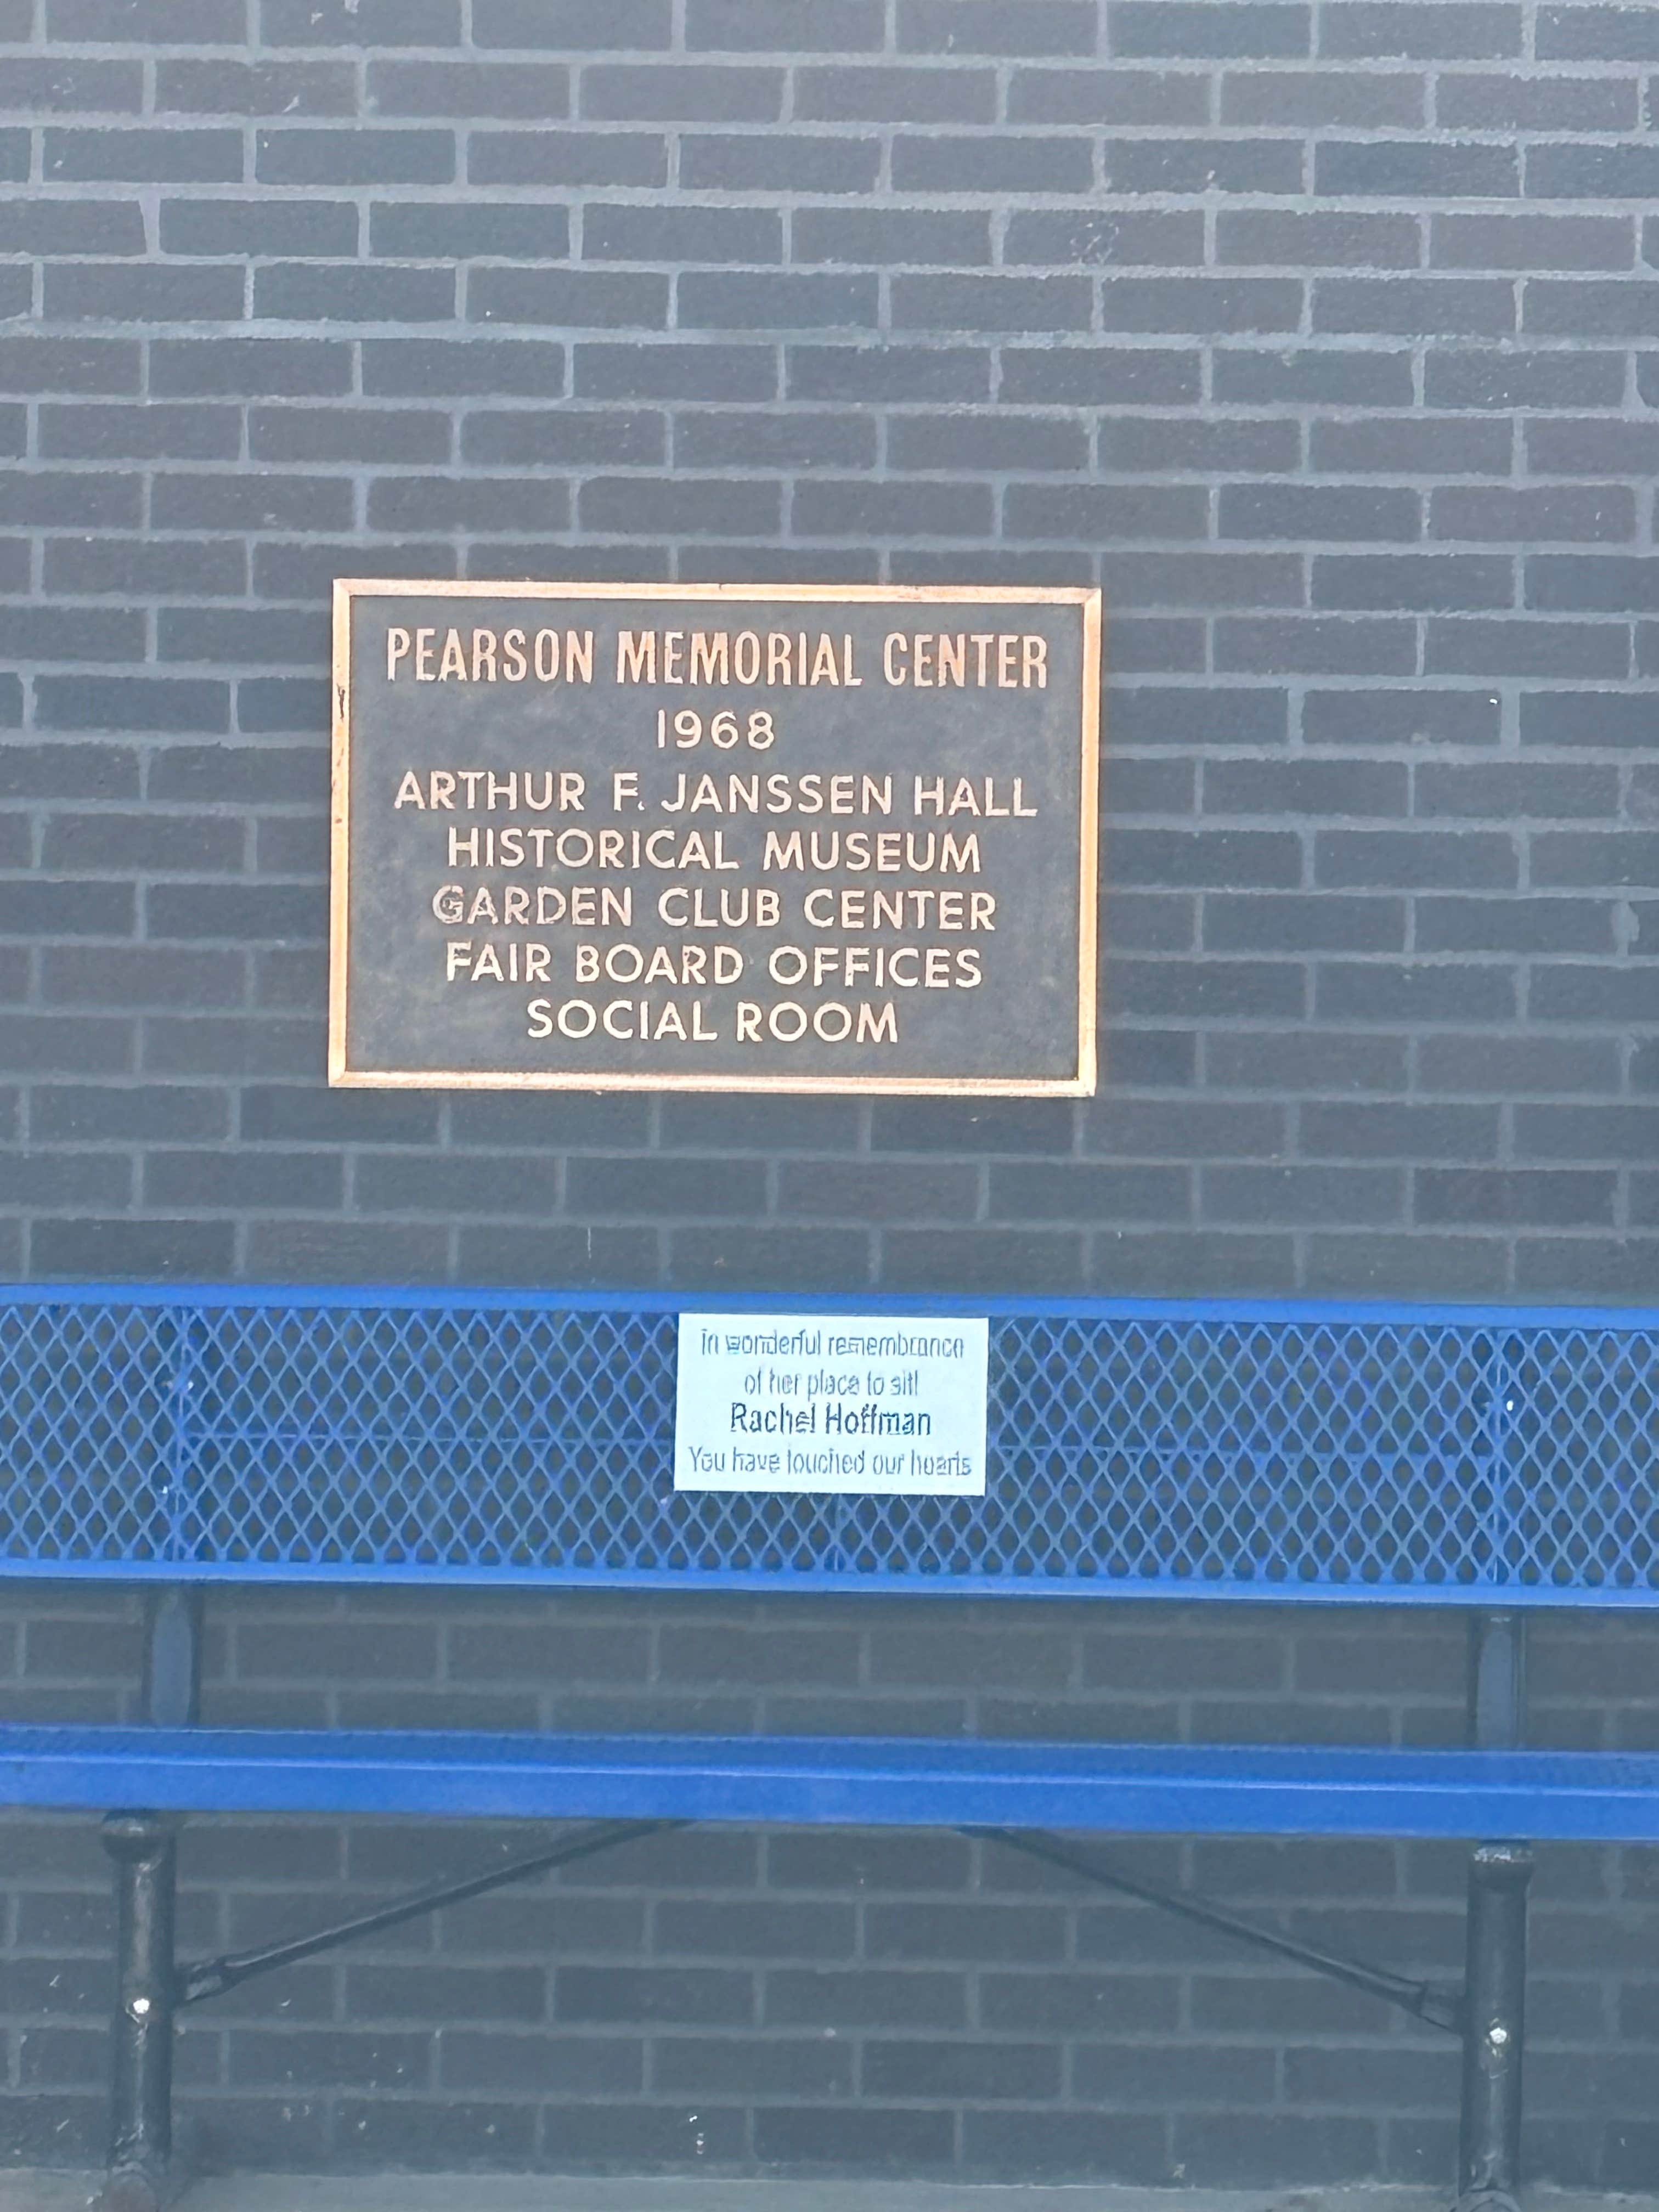 PEARSON MEMORIAL CENTER
1968
ARTHUR F. JANSSEN HALL
HISTORICAL MUSEUM
GARDEN CLUB CENTER
FAIR BOARD OFFICES
SOCIAL ROOM
In wonderful remembrance
of her place to sit!
Rachel Hoffman
You have touched our hearts